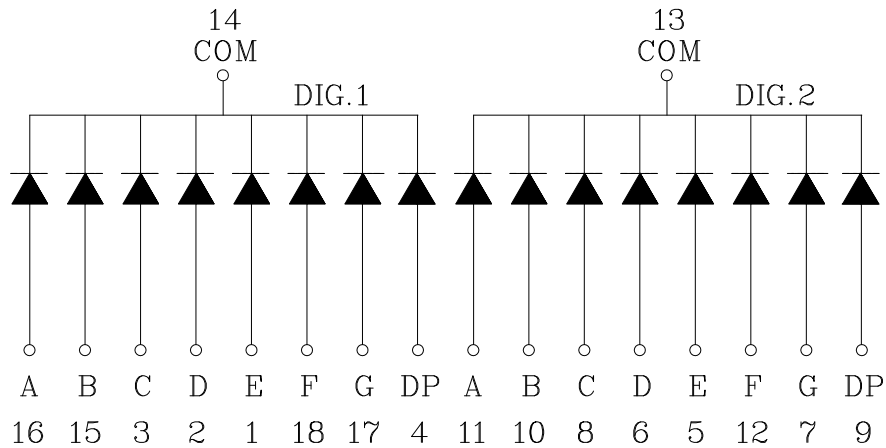 14 13
COM COM
DIG.1 DIG.2
A B C D E F G DP A B C D E F G DP
16 15 3 2 1 18 17 4 11 10 8 6 5 12 7 9